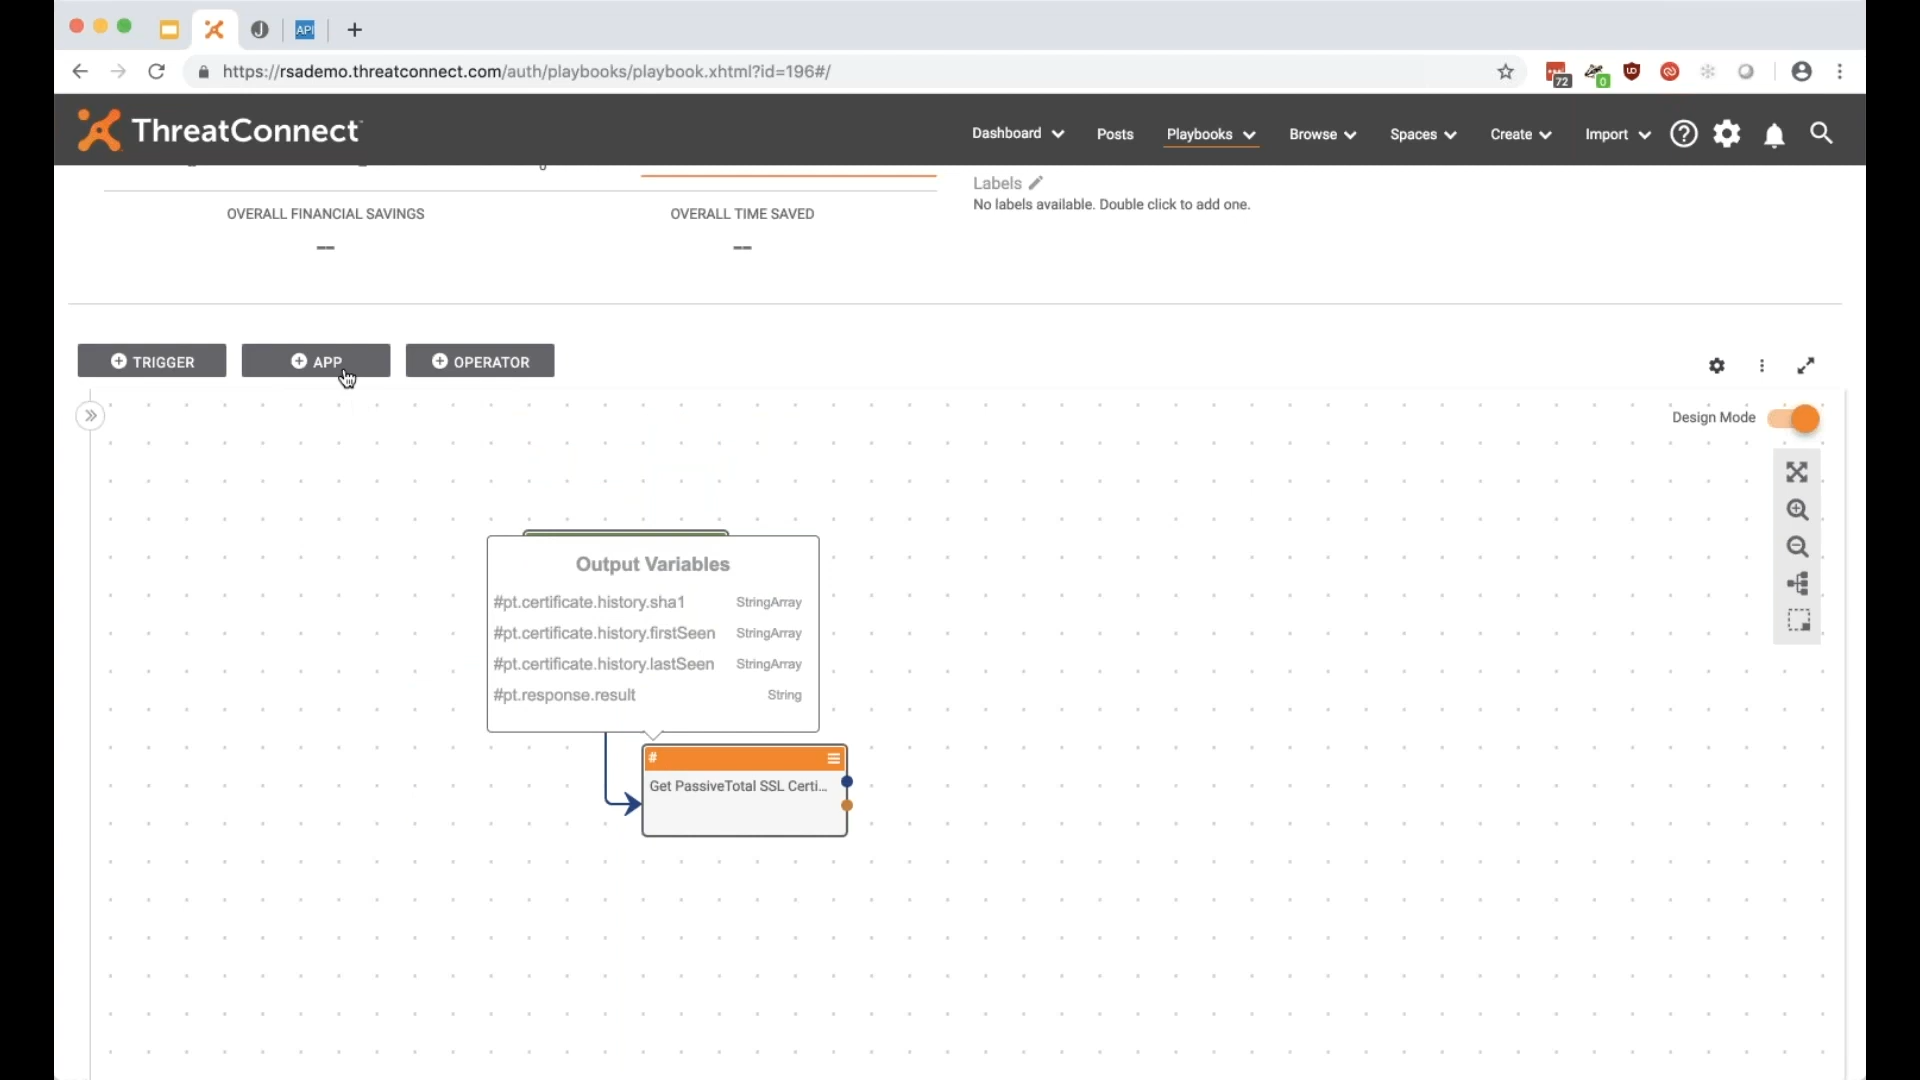 J
API
https://rsademo.threatconnect.com/auth/playbooks/playbook.xhtml?id=196#/
72
0
ThreatConnect
Dashboard
Posts
Playbooks
Browse
Spaces
Create
Import
Labels
No labels available. Double click to add one.
OVERALL FINANCIAL SAVINGS
OVERALL TIME SAVED
--
--
TRIGGER
APP
OPERATOR
Design Mode
Output Variables
#pt.certificate.history.sha1 StringArray
#pt.certificate.history.firstSeen StringArray
#pt.certificate.history.lastSeen StringArray
#pt.response.result String
#
Get PassiveTotal SSL Certi...